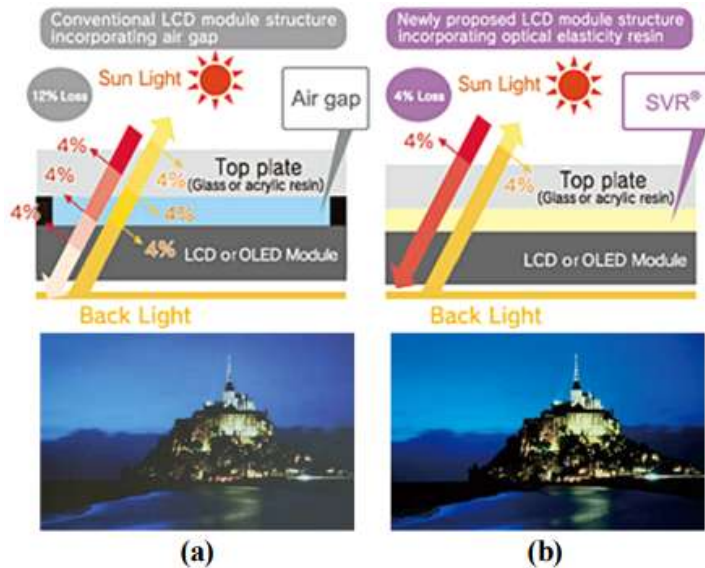 Conventional LCD module structure
incorporating air gap
12% Loss
Sun Light
Air gap
4%
4%
4%
4%
4%
4%
Top plate
(Glass or acrylic resin)
LCD or OLED Module
Back Light
(a)
Newly proposed LCD module structure
incorporating optical elasticity resin
4% Loss
Sun Light
SVR®
4%
4%
Top plate
(Glass or acrylic resin)
LCD or OLED Module
Back Light
(b)